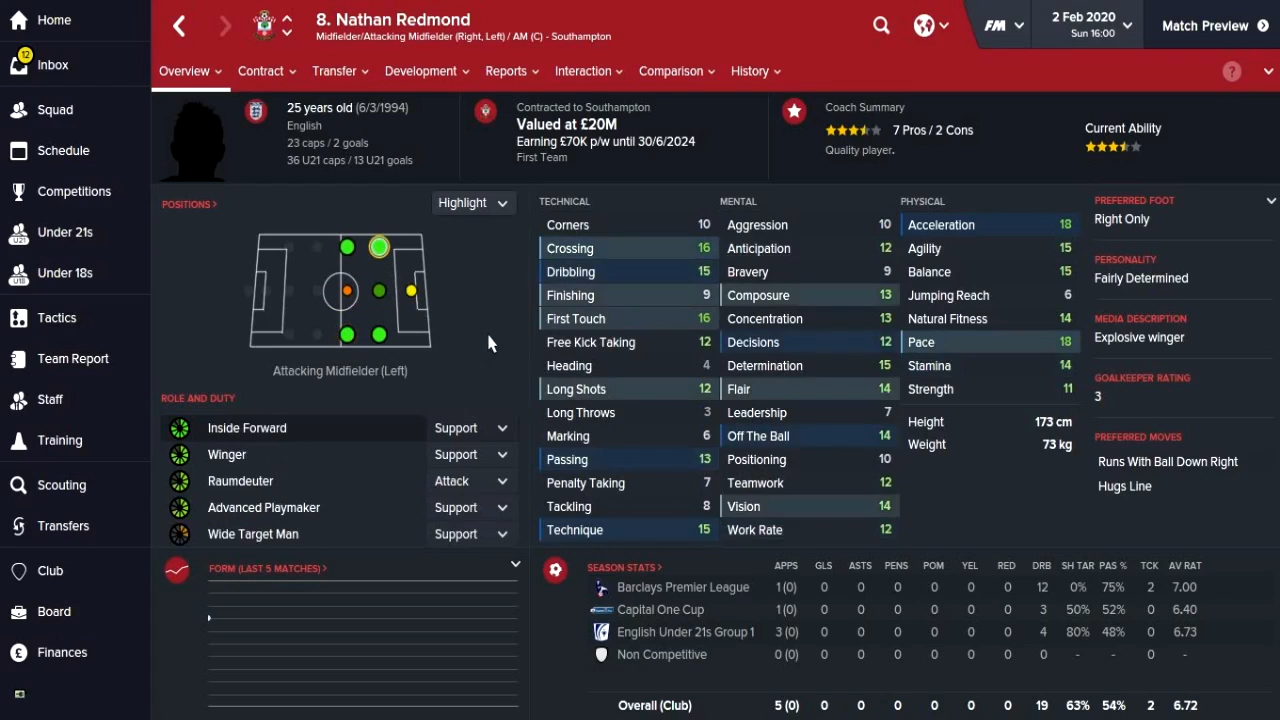 Home
12
Inbox
Squad
Schedule
Competitions
U21
Under 21s
U18
Under 18s
Tactics
Team Report
Staff
Training
Scouting
Transfers
Club
Board
Finances
8. Nathan Redmond
Midfielder/Attacking Midfielder (Right, Left) / AM (C) - Southampton
FM
2 Feb 2020
Sun 16:00
Match Preview
Overview Contract Transfer Development Reports Interaction Comparison History
?
25 years old (6/3/1994)
English
23 caps / 2 goals
36 U21 caps / 13 U21 goals
Contracted to Southampton
Valued at £20M
Earning £70K p/w until 30/6/2024
First Team
Coach Summary
7 Pros / 2 Cons
Quality player.
Current Ability
POSITIONS >
Highlight
Attacking Midfielder (Left)
ROLE AND DUTY
Inside Forward Support
Winger Support
Raumdeuter Attack
Advanced Playmaker Support
Wide Target Man Support
TECHNICAL
Corners 10
Crossing 16
Dribbling 15
Finishing 9
First Touch 16
Free Kick Taking 12
Heading 4
Long Shots 12
Long Throws 3
Marking 6
Passing 13
Penalty Taking 7
Tackling 8
Technique 15
MENTAL
Aggression 10
Anticipation 12
Bravery 9
Composure 13
Concentration 13
Decisions 12
Determination 15
Flair 14
Leadership 7
Off The Ball 14
Positioning 10
Teamwork 12
Vision 14
Work Rate 12
PHYSICAL
Acceleration 18
Agility 15
Balance 15
Jumping Reach 6
Natural Fitness 14
Pace 18
Stamina 14
Strength 11
Height 173 cm
Weight 73 kg
PREFERRED FOOT
Right Only
PERSONALITY
Fairly Determined
MEDIA DESCRIPTION
Explosive winger
GOALKEEPER RATING
3
PREFERRED MOVES
Runs With Ball Down Right
Hugs Line
FORM (LAST 5 MATCHES) >
SEASON STATS > APPS GLS ASTS PENS POM YEL RED DRB SH TAR PAS % TCK AV RAT
Barclays Premier League 1 (0) 0 0 0 0 0 0 12 0% 75% 2 7.00
Capital One Cup 1 (0) 0 0 0 0 0 0 3 50% 52% 0 6.40
English Under 21s Group 1 3 (0) 0 0 0 0 0 0 4 80% 48% 0 6.73
Non Competitive 0 (0) 0 0 0 0 0 0 0 - - 0 -
Overall (Club) 5 (0) 0 0 0 0 0 0 19 63% 54% 2 6.72